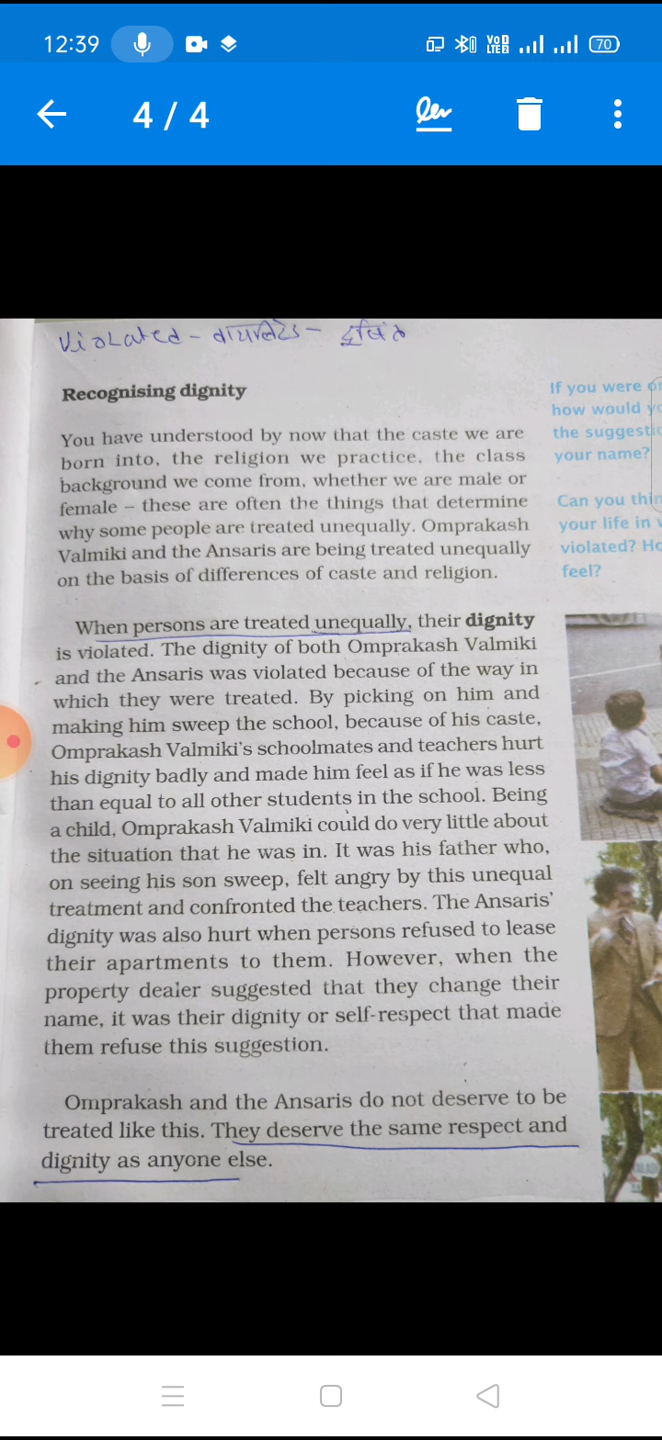 12:39
VoD
LTE2
70
4 / 4
Violated - वायलेटेड -
Recognising dignity
You have understood by now that the caste we are
born into, the religion we practice, the class
background we come from, whether we are male or
female – these are often the things that determine
why some people are treated unequally. Omprakash
Valmiki and the Ansaris are being treated unequally
on the basis of differences of caste and religion.
When persons are treated unequally, their dignity
is violated. The dignity of both Omprakash Valmiki
and the Ansaris was violated because of the way in
which they were treated. By picking on him and
making him sweep the school, because of his caste,
Omprakash Valmiki's schoolmates and teachers hurt
his dignity badly and made him feel as if he was less
than equal to all other students in the school. Being
a child, Omprakash Valmiki could do very little about
the situation that he was in. It was his father who,
on seeing his son sweep, felt angry by this unequal
treatment and confronted the teachers. The Ansaris'
dignity was also hurt when persons refused to lease
their apartments to them. However, when the
property dealer suggested that they change their
name, it was their dignity or self-respect that made
them refuse this suggestion.
Omprakash and the Ansaris do not deserve to be
treated like this. They deserve the same respect and
dignity as anyone else.
If you were
how would
the
your name?
Can you
your life in
violated?
feel?